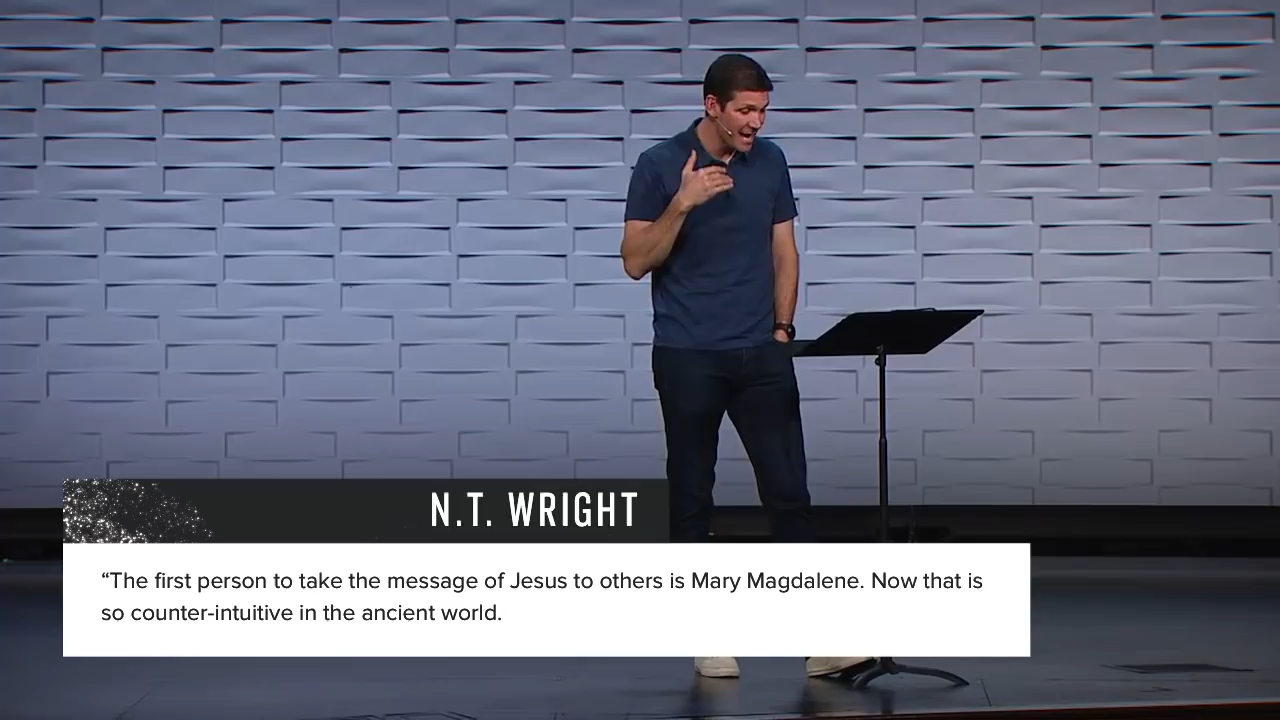 N.T. WRIGHT
“The first person to take the message of Jesus to others is Mary Magdalene. Now that is
so counter-intuitive in the ancient world.